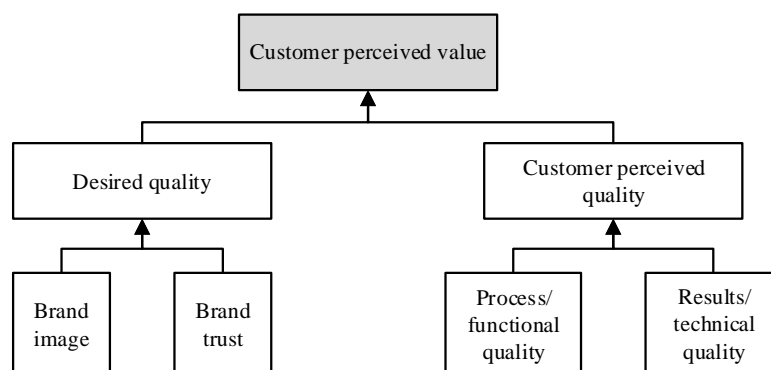 Customer perceived value
Desired quality
Customer perceived
quality
Brand
image
Brand
trust
Process/
functional
quality
Results/
technical
quality